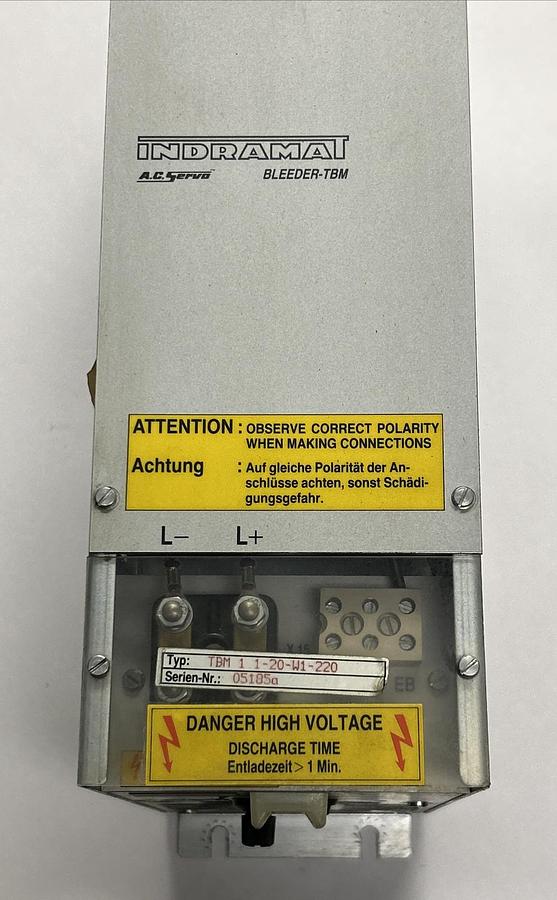 INDRAMAT
A.C. Servo™ BLEEDER-TBM
ATTENTION : OBSERVE CORRECT POLARITY
WHEN MAKING CONNECTIONS
Achtung : Auf gleiche Polarität der An-
schlüsse achten, sonst Schädi-
gungsgefahr.
L− L+
Typ: TBM 1 1-20-W1-220
Serien-Nr.: 05185a
EB
DANGER HIGH VOLTAGE
DISCHARGE TIME
Entladezeit > 1 Min.